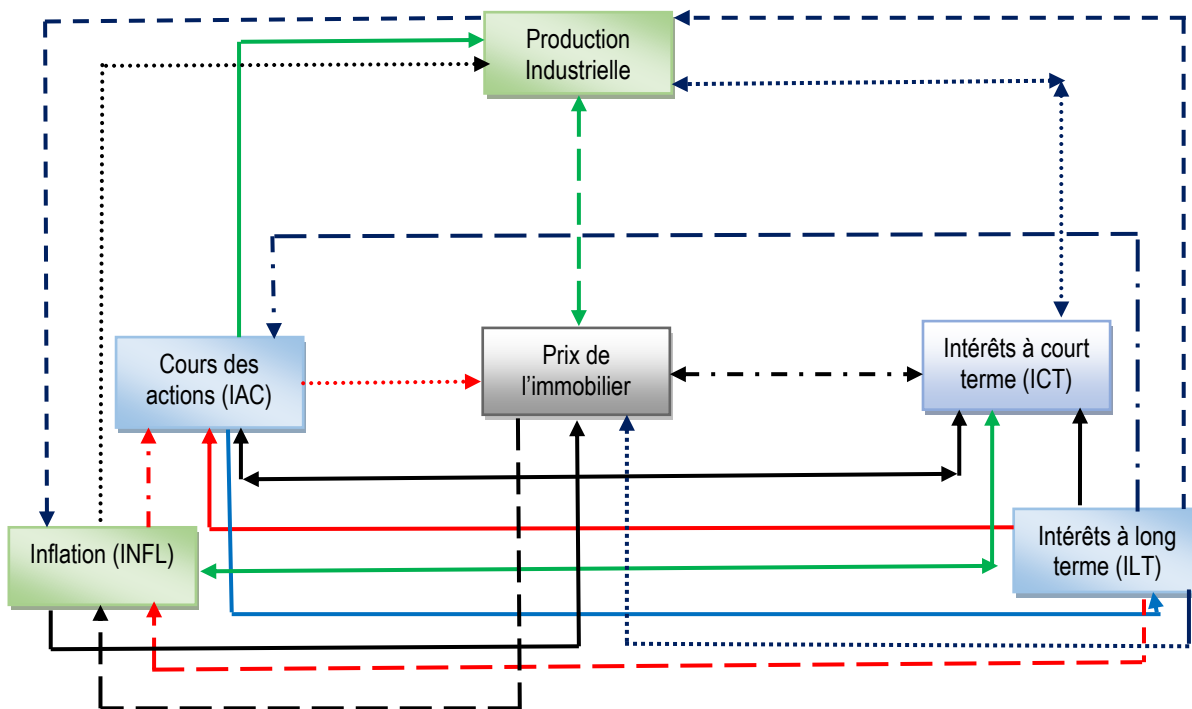 Production
Industrielle
Cours des
actions (IAC)
Prix de
l'immobilier
Intérêts à court
terme (ICT)
Inflation (INFL)
Intérêts à long
terme (ILT)